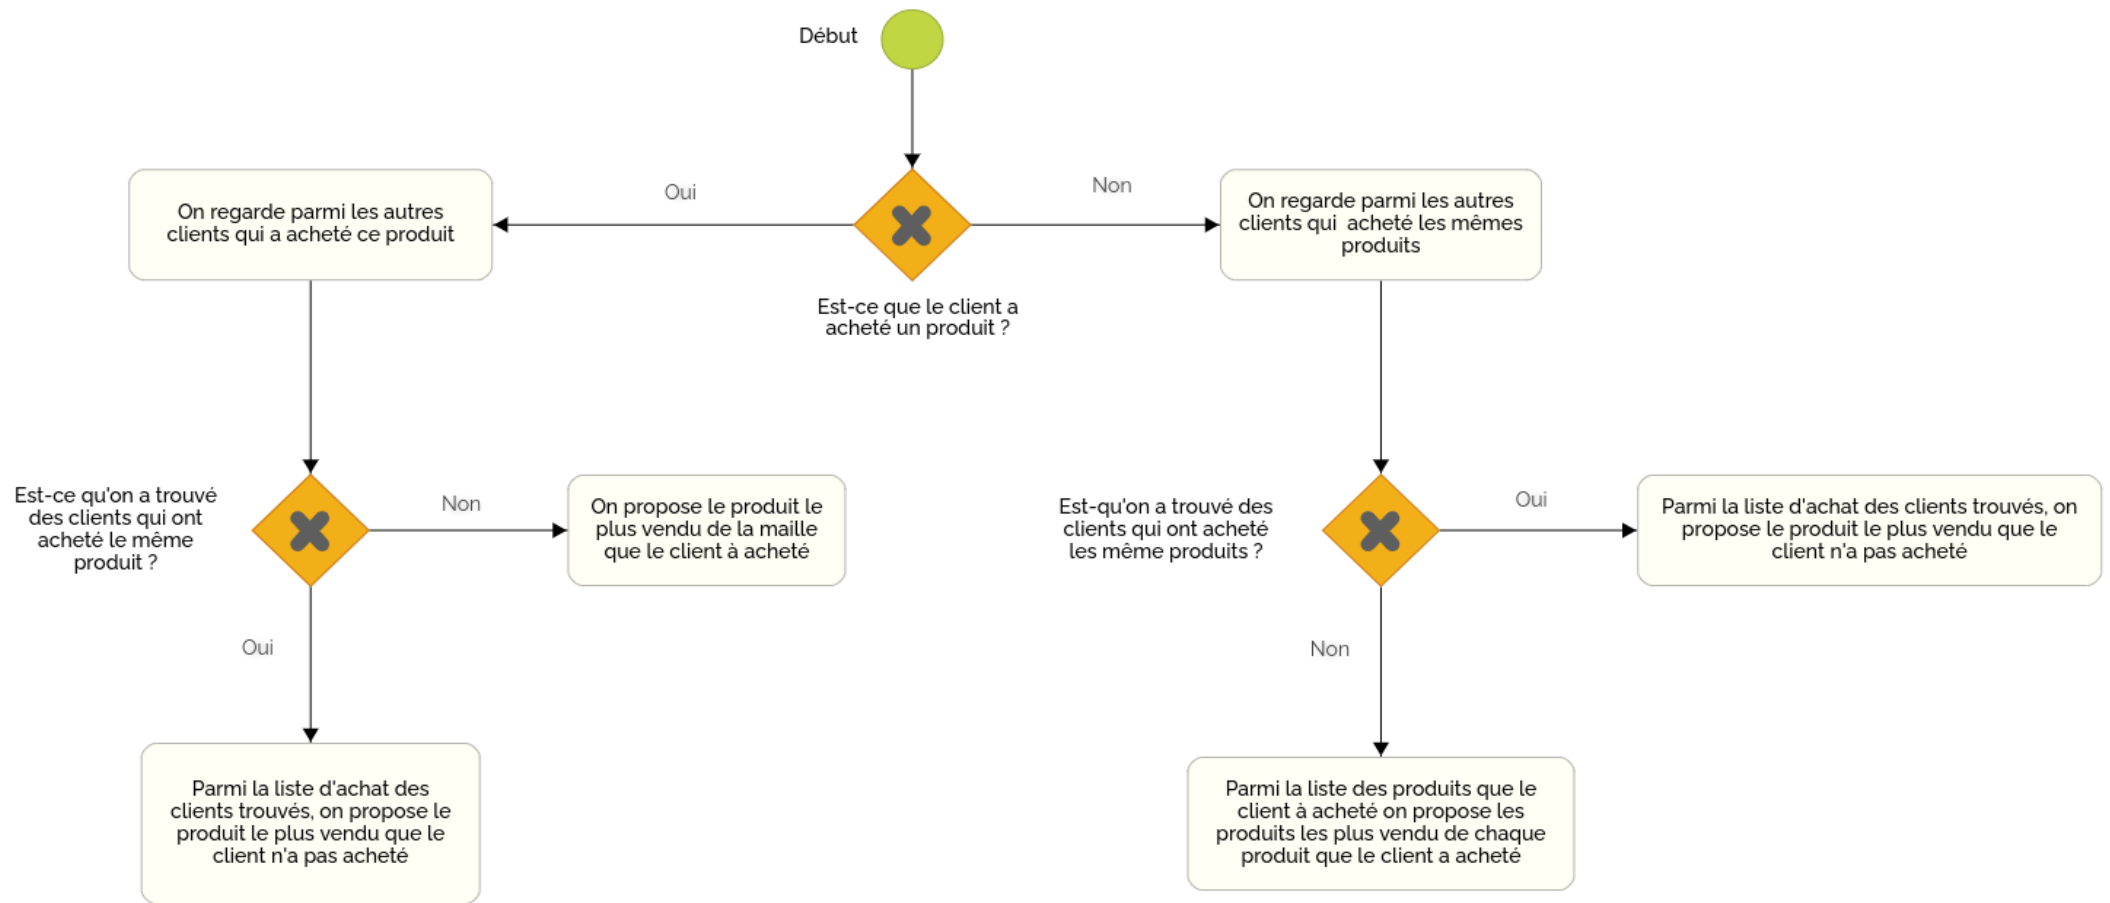 Début
Oui
Non
On regarde parmi les autres
clients qui a acheté ce produit
On regarde parmi les autres
clients qui  acheté les mêmes
produits
Est-ce que le client a
acheté un produit ?
Est-ce qu'on a trouvé
des clients qui ont
acheté le même
produit ?
Non
On propose le produit le
plus vendu de la maille
que le client à acheté
Est-qu'on a trouvé des
clients qui ont acheté
les même produits ?
Oui
Parmi la liste d'achat des clients trouvés, on
propose le produit le plus vendu que le
client n'a pas acheté
Oui
Non
Parmi la liste d'achat des
clients trouvés, on propose le
produit le plus vendu que le
client n'a pas acheté
Parmi la liste des produits que le
client à acheté on propose les
produits les plus vendu de chaque
produit que le client a acheté